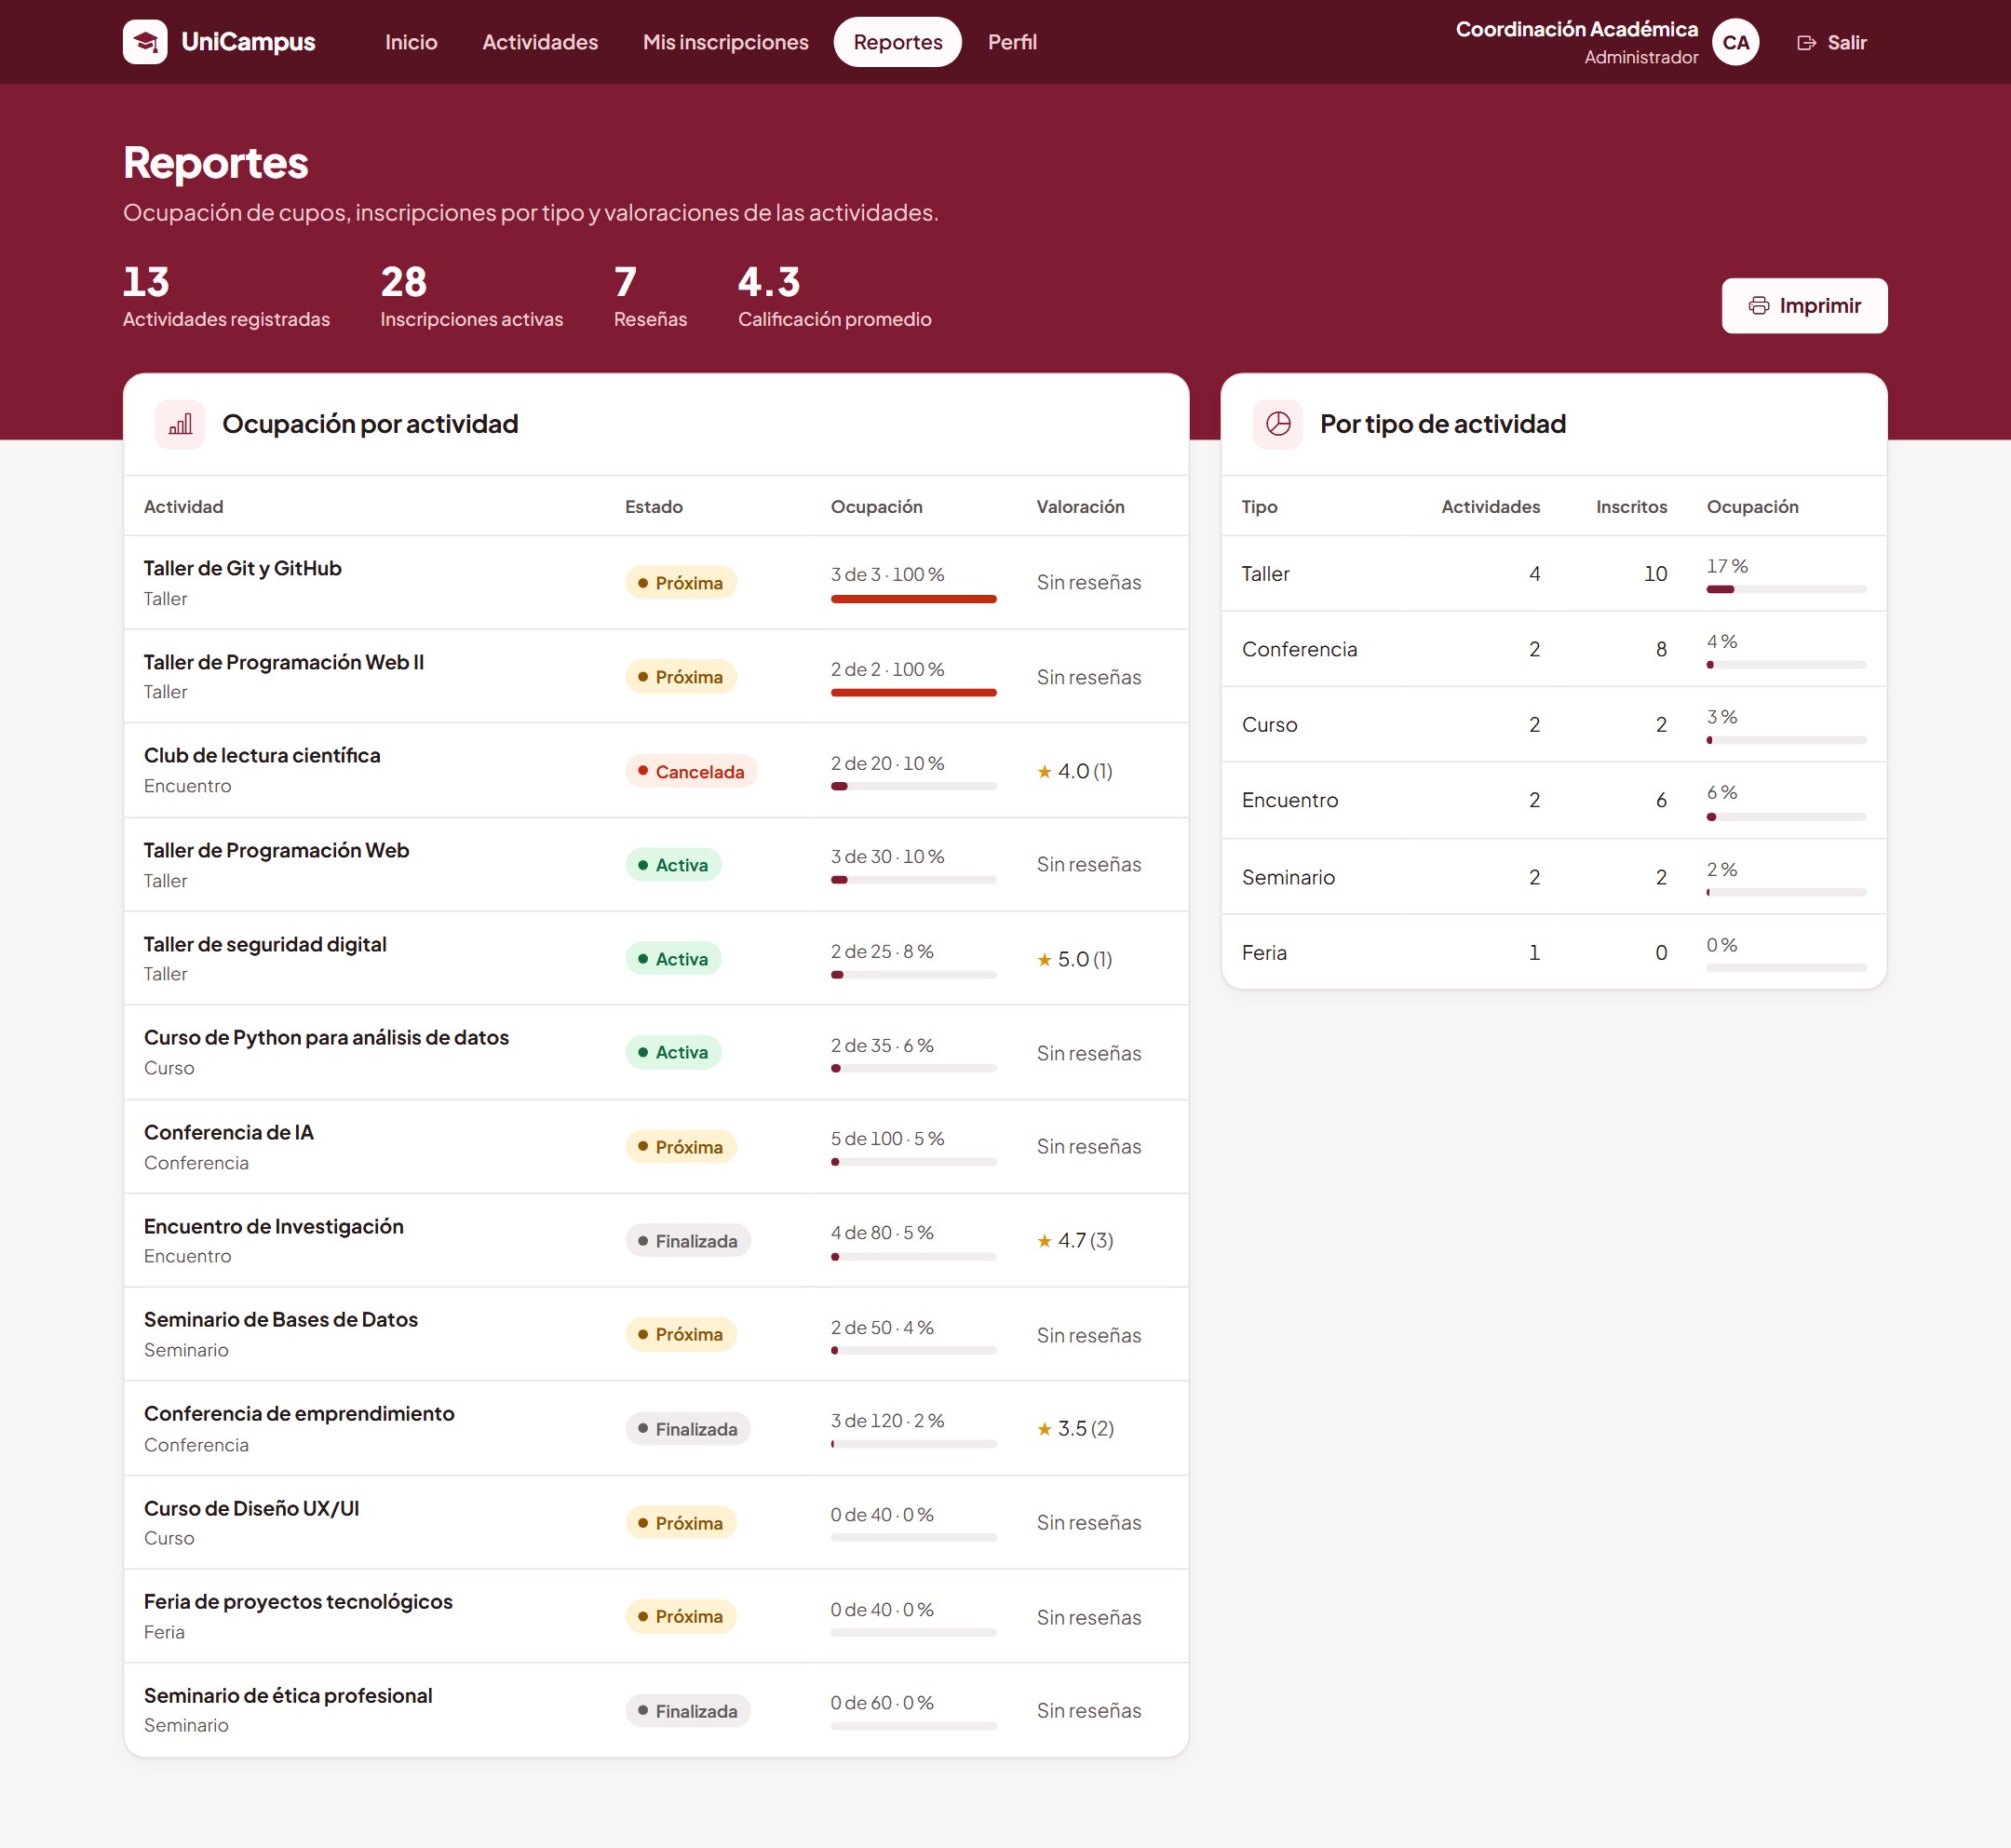 UniCampus
Inicio
Actividades
Mis inscripciones
Reportes
Perfil
Coordinación Académica
Administrador
CA
Salir
Reportes
Ocupación de cupos, inscripciones por tipo y valoraciones de las actividades.
13
Actividades registradas
28
Inscripciones activas
7
Reseñas
4.3
Calificación promedio
Imprimir
Ocupación por actividad
Actividad Estado Ocupación Valoración
Taller de Git y GitHub
Taller
Próxima
3 de 3 · 100 %
Sin reseñas
Taller de Programación Web II
Taller
Próxima
2 de 2 · 100 %
Sin reseñas
Club de lectura científica
Encuentro
Cancelada
2 de 20 · 10 %
★ 4.0 (1)
Taller de Programación Web
Taller
Activa
3 de 30 · 10 %
Sin reseñas
Taller de seguridad digital
Taller
Activa
2 de 25 · 8 %
★ 5.0 (1)
Curso de Python para análisis de datos
Curso
Activa
2 de 35 · 6 %
Sin reseñas
Conferencia de IA
Conferencia
Próxima
5 de 100 · 5 %
Sin reseñas
Encuentro de Investigación
Encuentro
Finalizada
4 de 80 · 5 %
★ 4.7 (3)
Seminario de Bases de Datos
Seminario
Próxima
2 de 50 · 4 %
Sin reseñas
Conferencia de emprendimiento
Conferencia
Finalizada
3 de 120 · 2 %
★ 3.5 (2)
Curso de Diseño UX/UI
Curso
Próxima
0 de 40 · 0 %
Sin reseñas
Feria de proyectos tecnológicos
Feria
Próxima
0 de 40 · 0 %
Sin reseñas
Seminario de ética profesional
Seminario
Finalizada
0 de 60 · 0 %
Sin reseñas
Por tipo de actividad
Tipo Actividades Inscritos Ocupación
Taller 4 10 17 %
Conferencia 2 8 4 %
Curso 2 2 3 %
Encuentro 2 6 6 %
Seminario 2 2 2 %
Feria 1 0 0 %